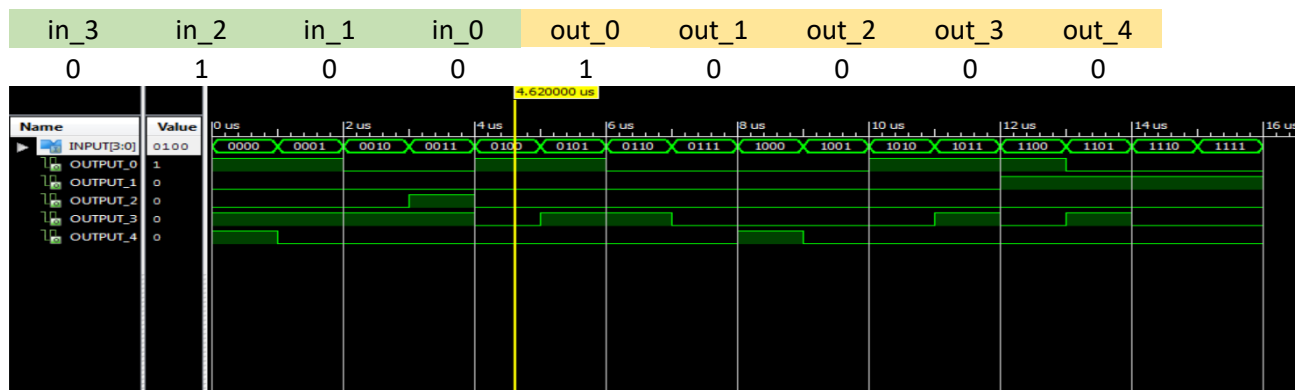 in_3 in_2 in_1 in_0 out_0 out_1 out_2 out_3 out_4
0 1 0 0 1 0 0 0 0
4.620000 us
Name Value 0 us 2 us 4 us 6 us 8 us 10 us 12 us 14 us 16 us
INPUT[3:0] 0100 0000 0001 0010 0011 0100 0101 0110 0111 1000 1001 1010 1011 1100 1101 1110 1111
OUTPUT_0 1
OUTPUT_1 0
OUTPUT_2 0
OUTPUT_3 0
OUTPUT_4 0